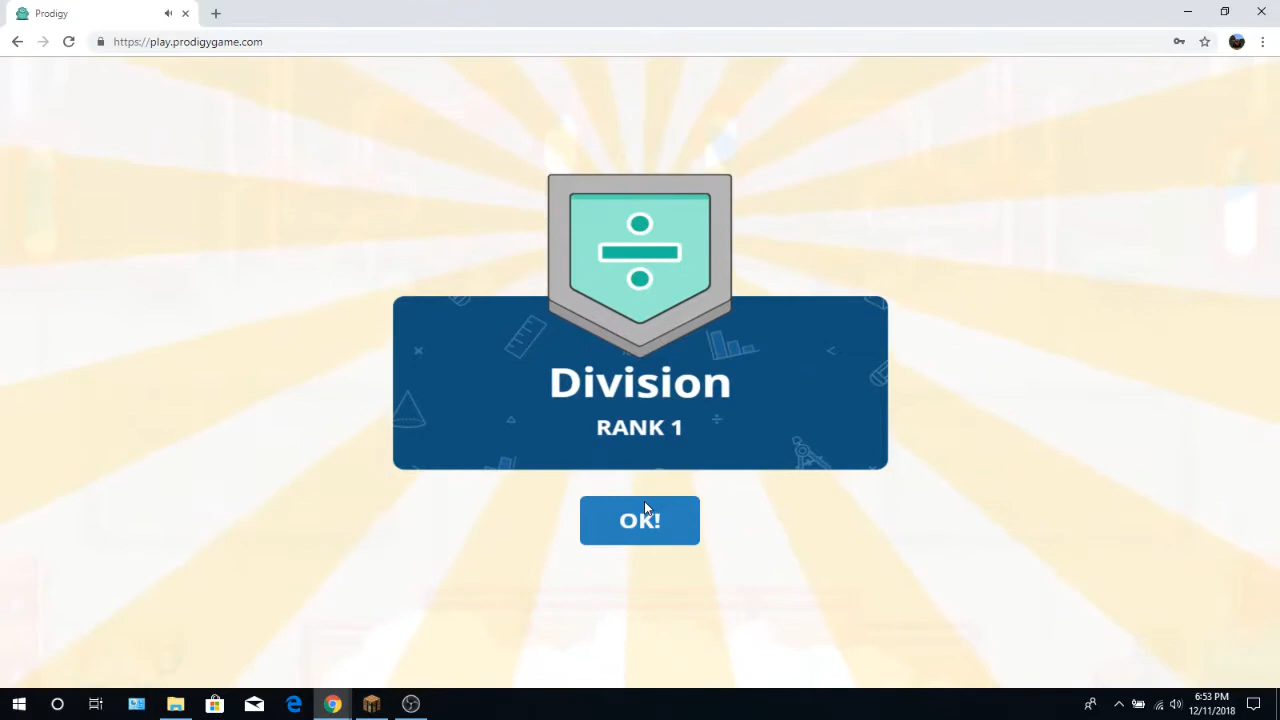 Prodigy
https://play.prodigygame.com
Division
RANK 1
OK!
6:53 PM
12/11/2018